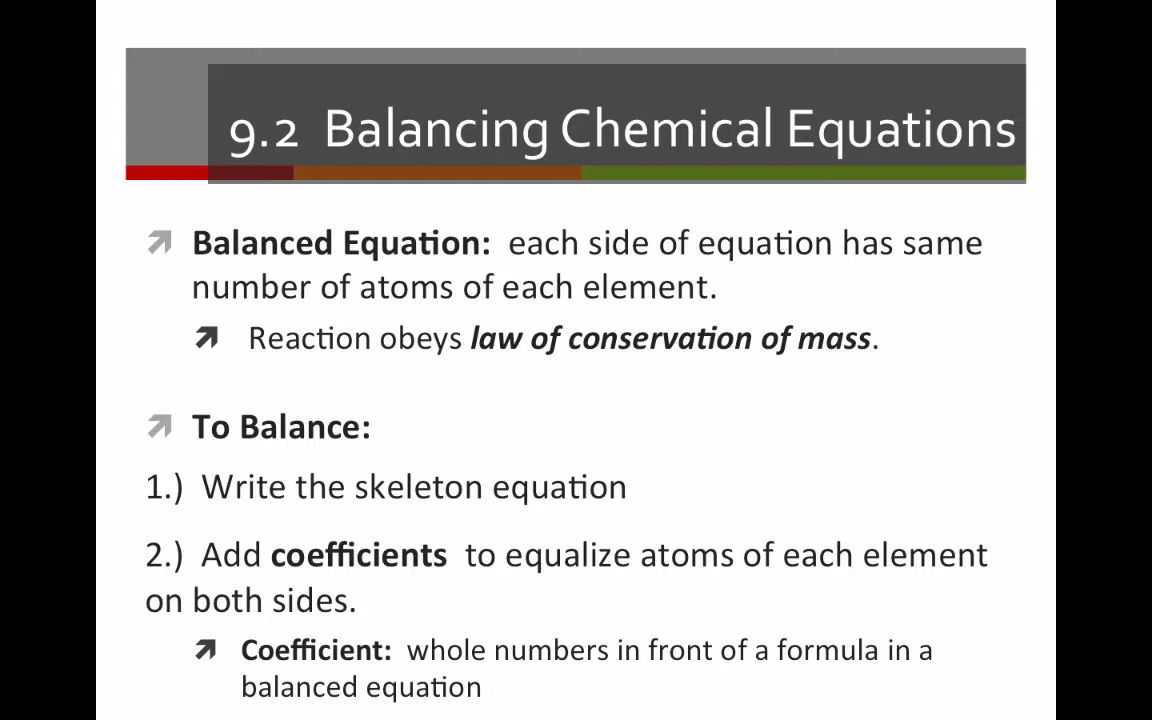 9.2 Balancing Chemical Equations
Balanced Equation: each side of equation has same
number of atoms of each element.
Reaction obeys law of conservation of mass.
To Balance:
1.) Write the skeleton equation
2.) Add coefficients to equalize atoms of each element
on both sides.
Coefficient: whole numbers in front of a formula in a
balanced equation